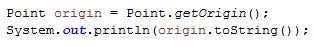 Point origin = Point.getOrigin();
System.out.println(origin.toString());